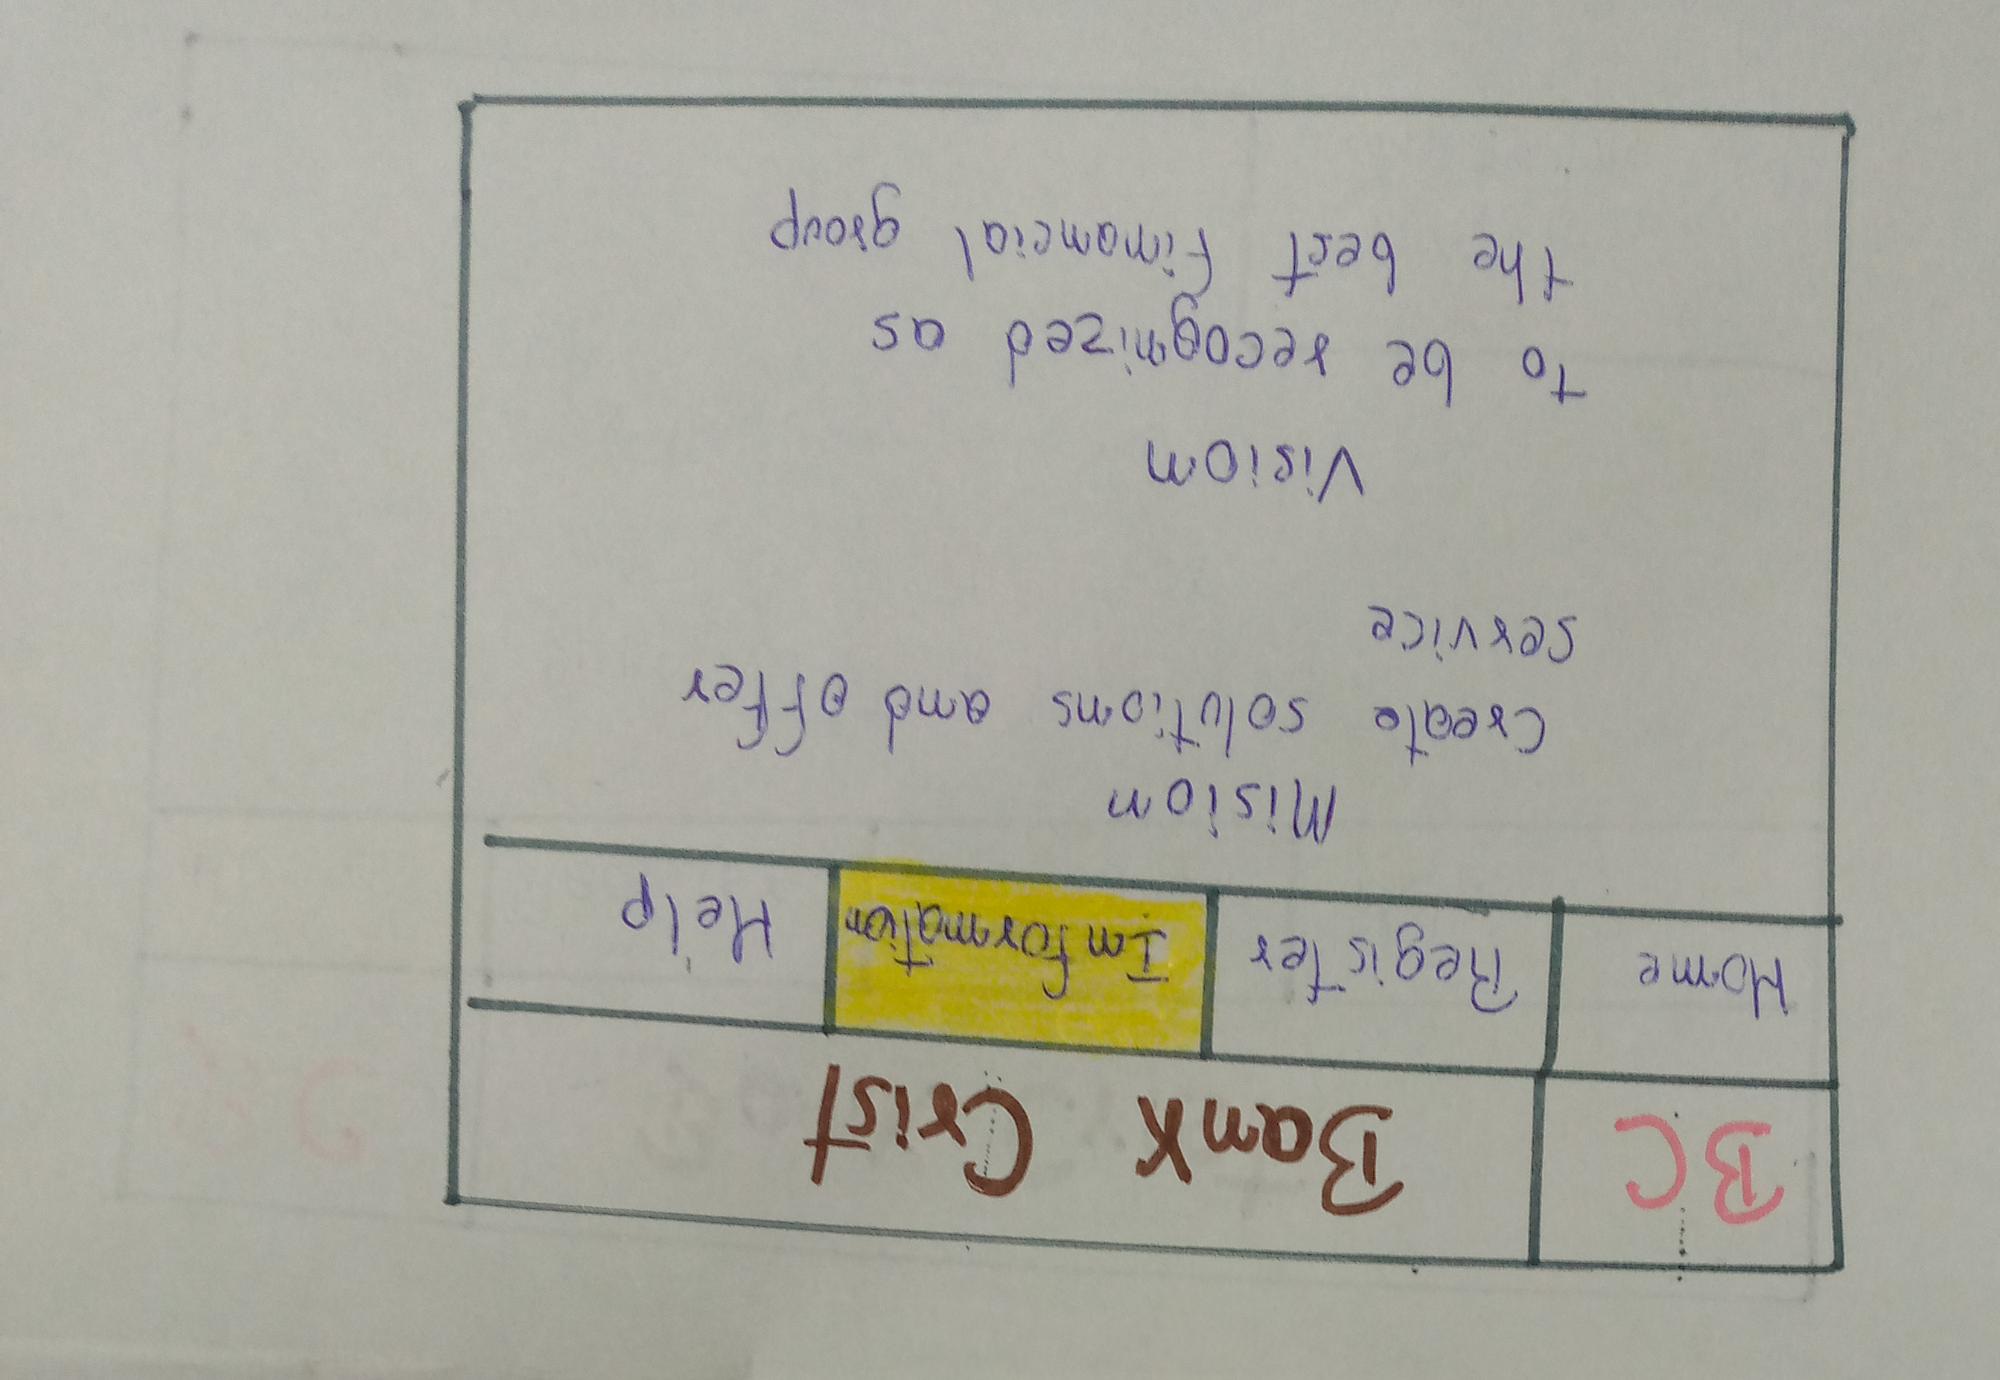 BC
Bank Crist
Home Register Information Help
Mision
Create solutions and offer
service
Vision
To be recognized as
the best financial group